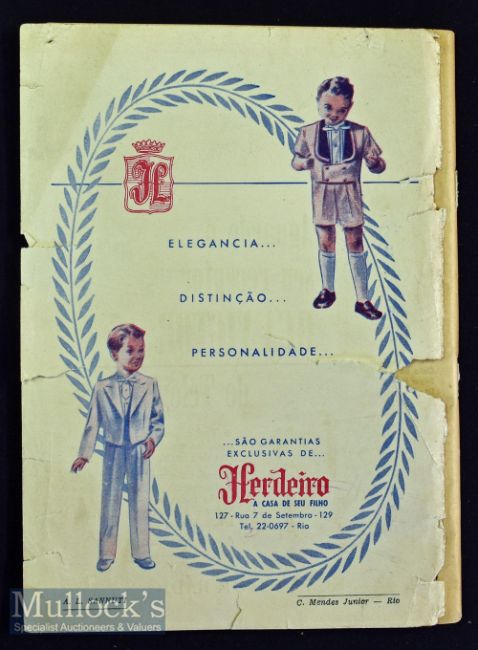 H
ELEGANCIA...
DISTINÇÃO...
PERSONALIDADE...
...SÃO GARANTIAS
EXCLUSIVAS DE...
Herdeiro
A CASA DE SEU FILHO
127 - Rua 7 de Setembro - 129
Tel. 22-0697 - Rio
A. L.
C. Mendes Junior — Rio
Mullock's
Specialist Auctioneers & Valuers